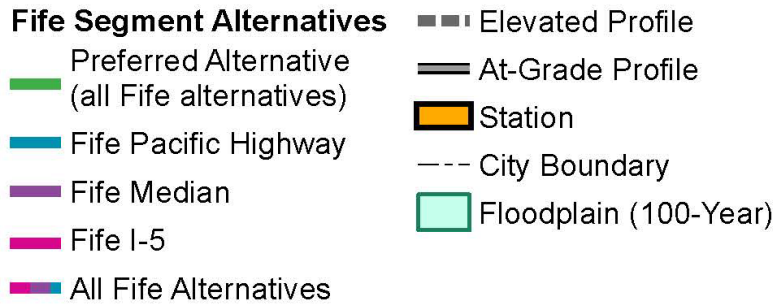 Fife Segment Alternatives
Preferred Alternative
(all Fife alternatives)
Fife Pacific Highway
Fife Median
Fife I-5
All Fife Alternatives
Elevated Profile
At-Grade Profile
Station
City Boundary
Floodplain (100-Year)